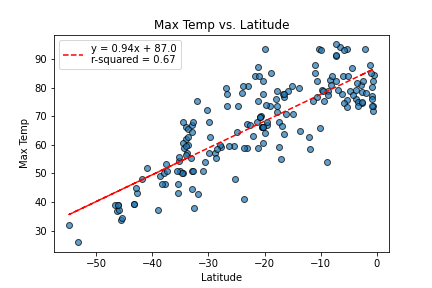 Max Temp vs. Latitude
y = 0.94x + 87.0
r-squared = 0.67
90
80
70
60
50
40
30
Max Temp
−50 −40 −30 −20 −10 0
Latitude